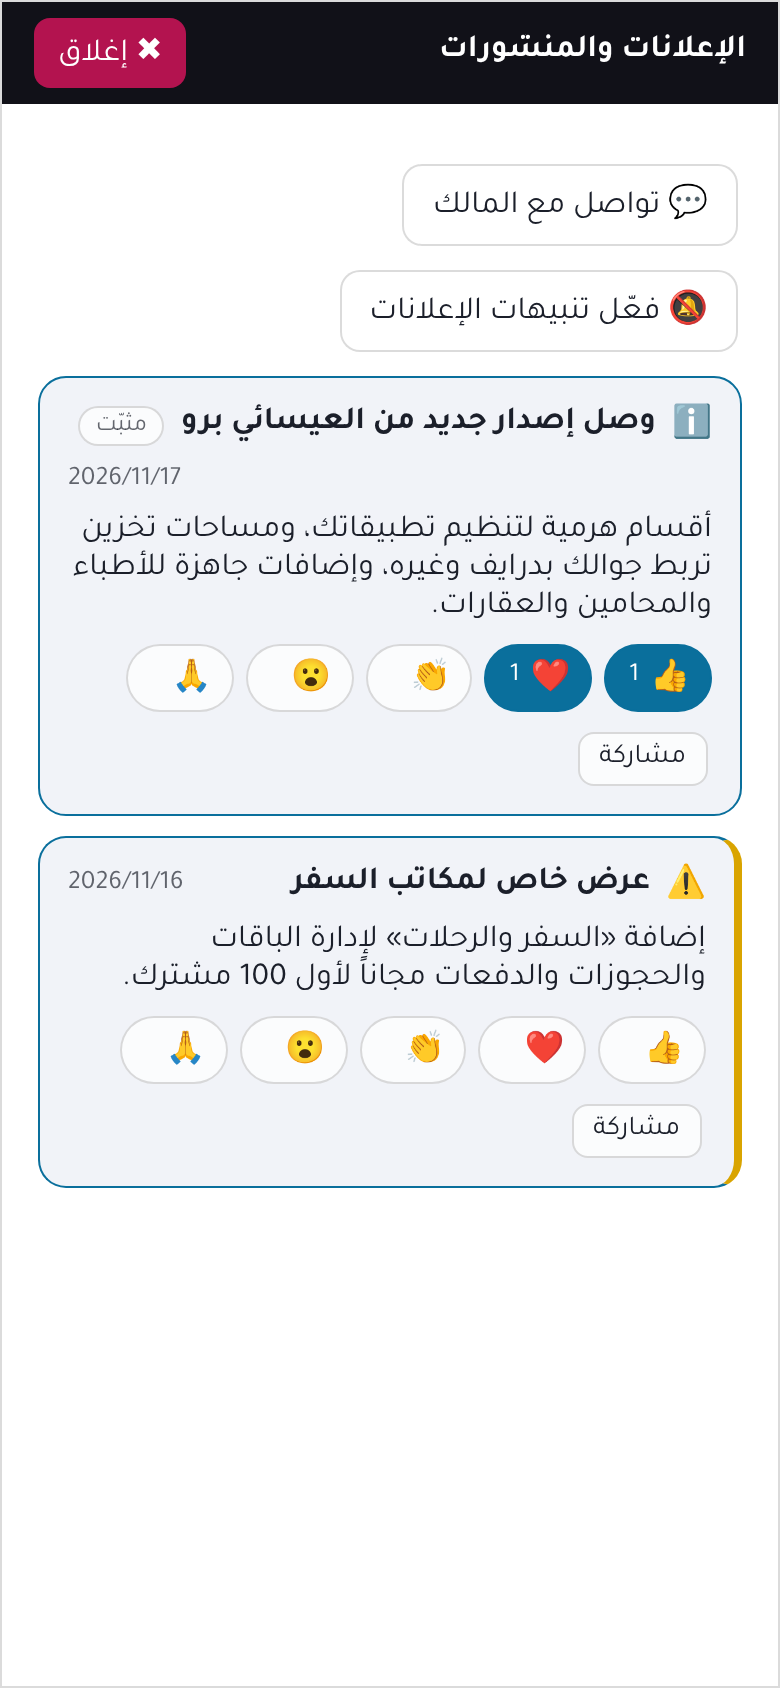 الإعلانات والمنشورات
✖ إغلاق
💬 تواصل مع المالك
🔕 فعّل تنبيهات الإعلانات
ℹ️ وصل إصدار جديد من العيسائي برو
مثبّت
2026/11/17
أقسام هرمية لتنظيم تطبيقاتك، ومساحات تخزين
تربط جوالك بدرايف وغيره، وإضافات جاهزة للأطباء
والمحامين والعقارات.
👍 1 ❤️ 1 👏 😮 🙏
مشاركة
⚠️ عرض خاص لمكاتب السفر
2026/11/16
إضافة «السفر والرحلات» لإدارة الباقات
والحجوزات والدفعات مجاناً لأول 100 مشترك.
👍 ❤️ 👏 😮 🙏
مشاركة